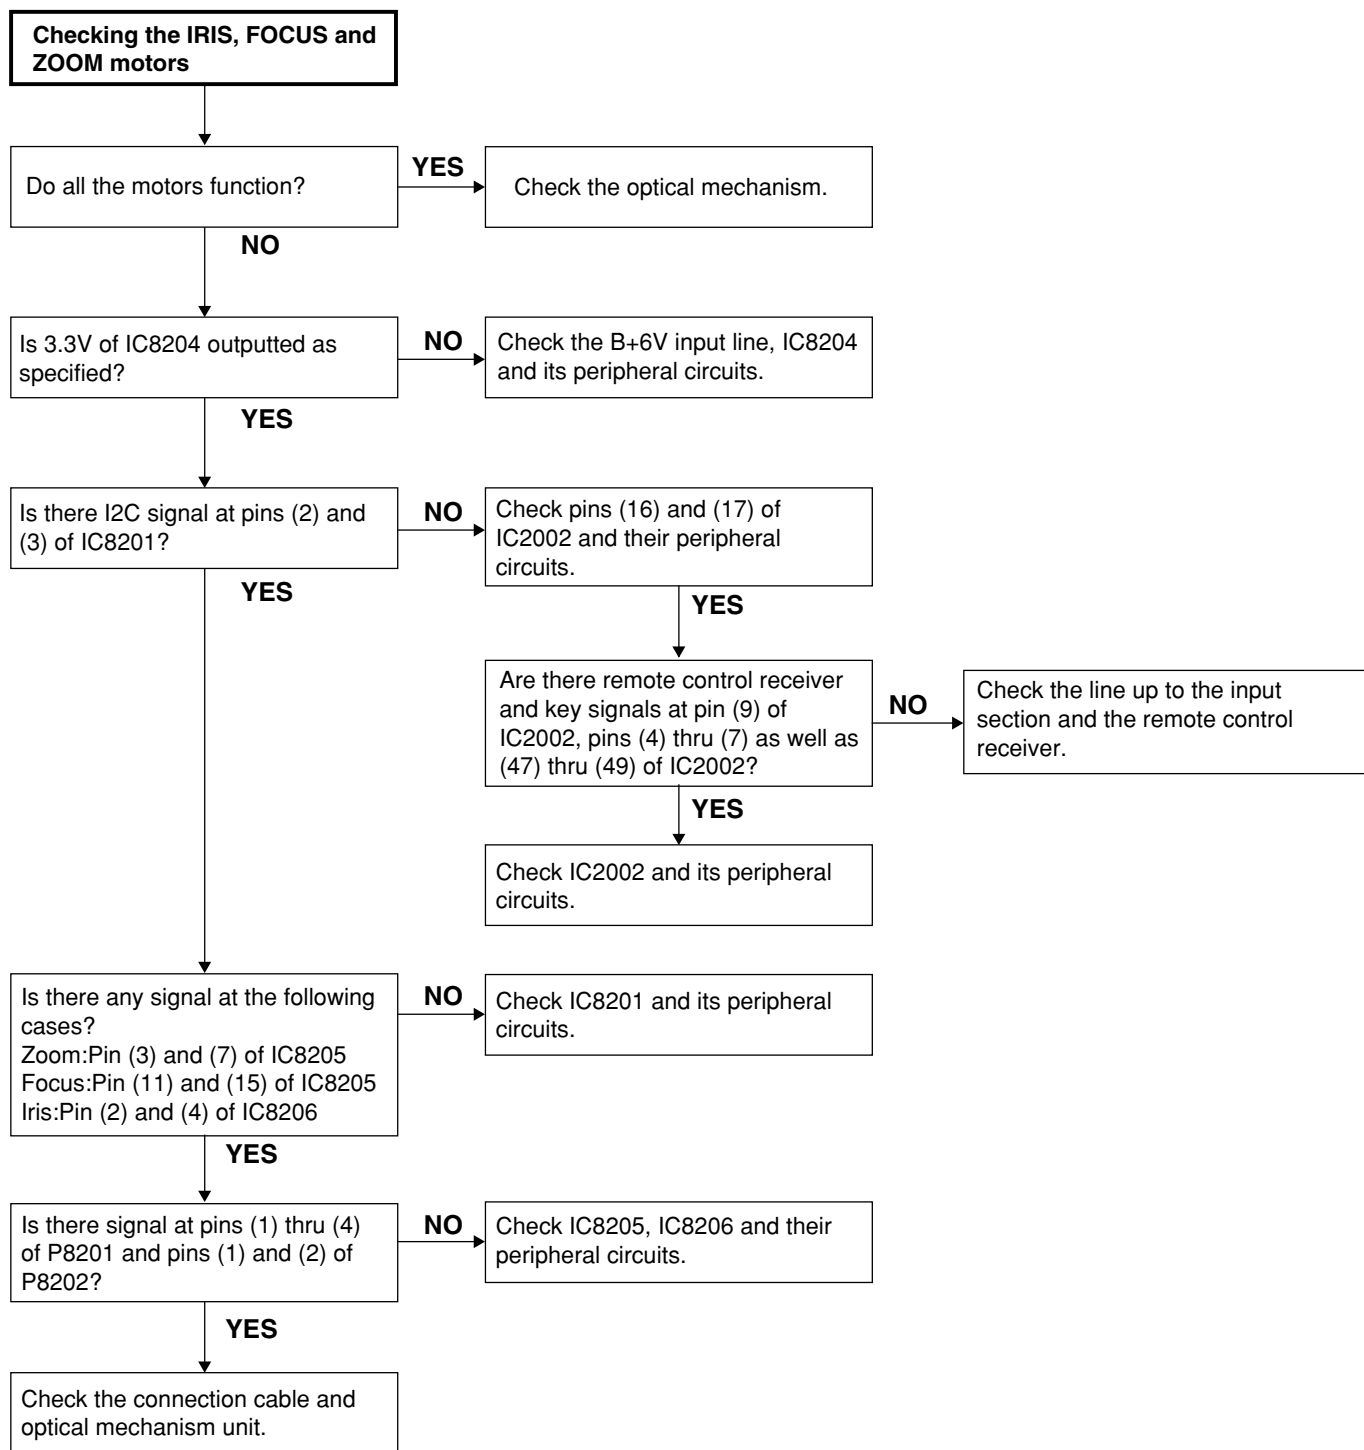 Checking the IRIS, FOCUS and
ZOOM motors
Do all the motors function?
YES
Check the optical mechanism.
NO
Is 3.3V of IC8204 outputted as
specified?
NO
Check the B+6V input line, IC8204
and its peripheral circuits.
YES
Is there I2C signal at pins (2) and
(3) of IC8201?
NO
Check pins (16) and (17) of
IC2002 and their peripheral
circuits.
YES
YES
Are there remote control receiver
and key signals at pin (9) of
IC2002, pins (4) thru (7) as well as
(47) thru (49) of IC2002?
NO
Check the line up to the input
section and the remote control
receiver.
YES
Check IC2002 and its peripheral
circuits.
Is there any signal at the following
cases?
Zoom:Pin (3) and (7) of IC8205
Focus:Pin (11) and (15) of IC8205
Iris:Pin (2) and (4) of IC8206
NO
Check IC8201 and its peripheral
circuits.
YES
Is there signal at pins (1) thru (4)
of P8201 and pins (1) and (2) of
P8202?
NO
Check IC8205, IC8206 and their
peripheral circuits.
YES
Check the connection cable and
optical mechanism unit.